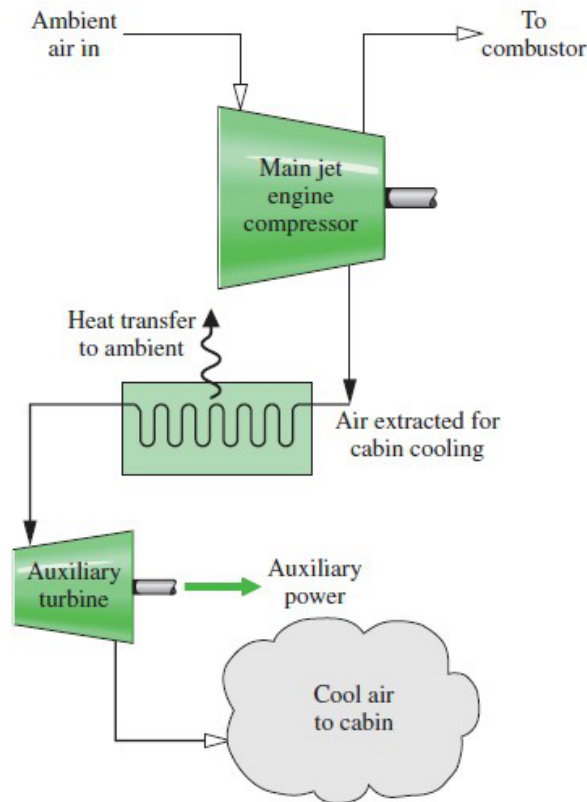 Ambient
air in
To
combustor
Main jet
engine
compressor
Heat transfer
to ambient
Air extracted for
cabin cooling
Auxiliary
turbine
Auxiliary
power
Cool air
to cabin